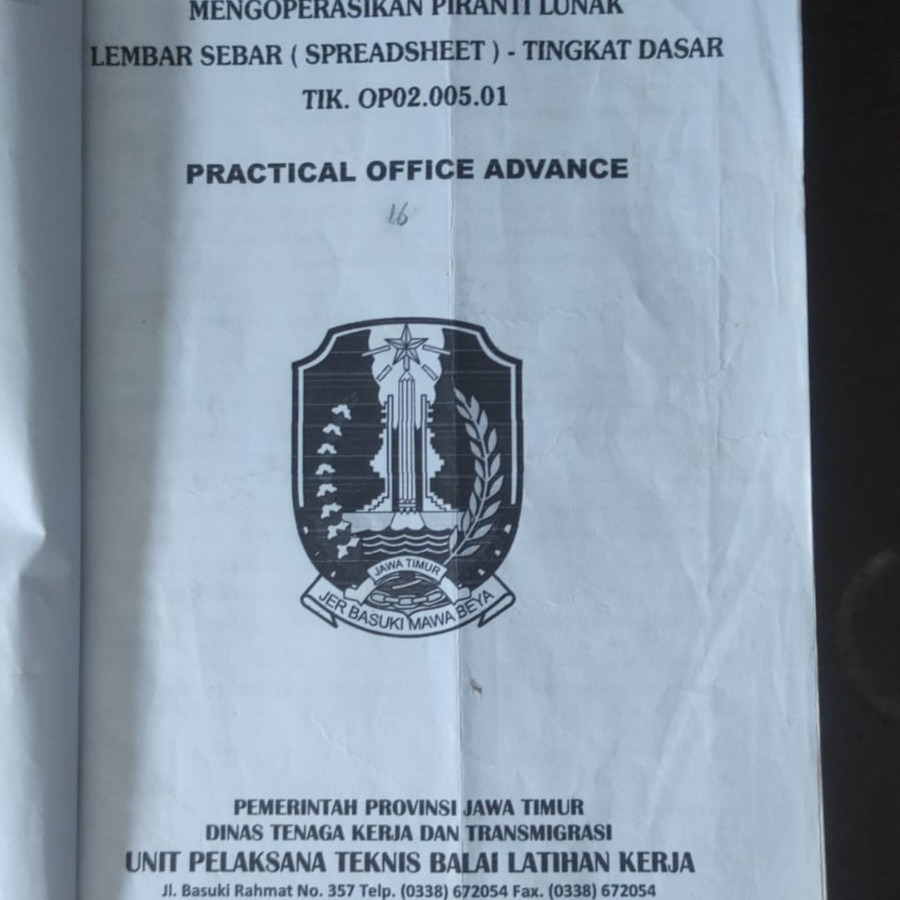 MENGOPERASIKAN PIRANTI LUNAK
LEMBAR SEBAR ( SPREADSHEET ) - TINGKAT DASAR
TIK. OP02.005.01
PRACTICAL OFFICE ADVANCE
16
JAWA TIMUR
JER BASUKI MAWA BEYA
PEMERINTAH PROVINSI JAWA TIMUR
DINAS TENAGA KERJA DAN TRANSMIGRASI
UNIT PELAKSANA TEKNIS BALAI LATIHAN KERJA
Jl. Basuki Rahmat No. 357 Telp. (0338) 672054 Fax. (0338) 672054